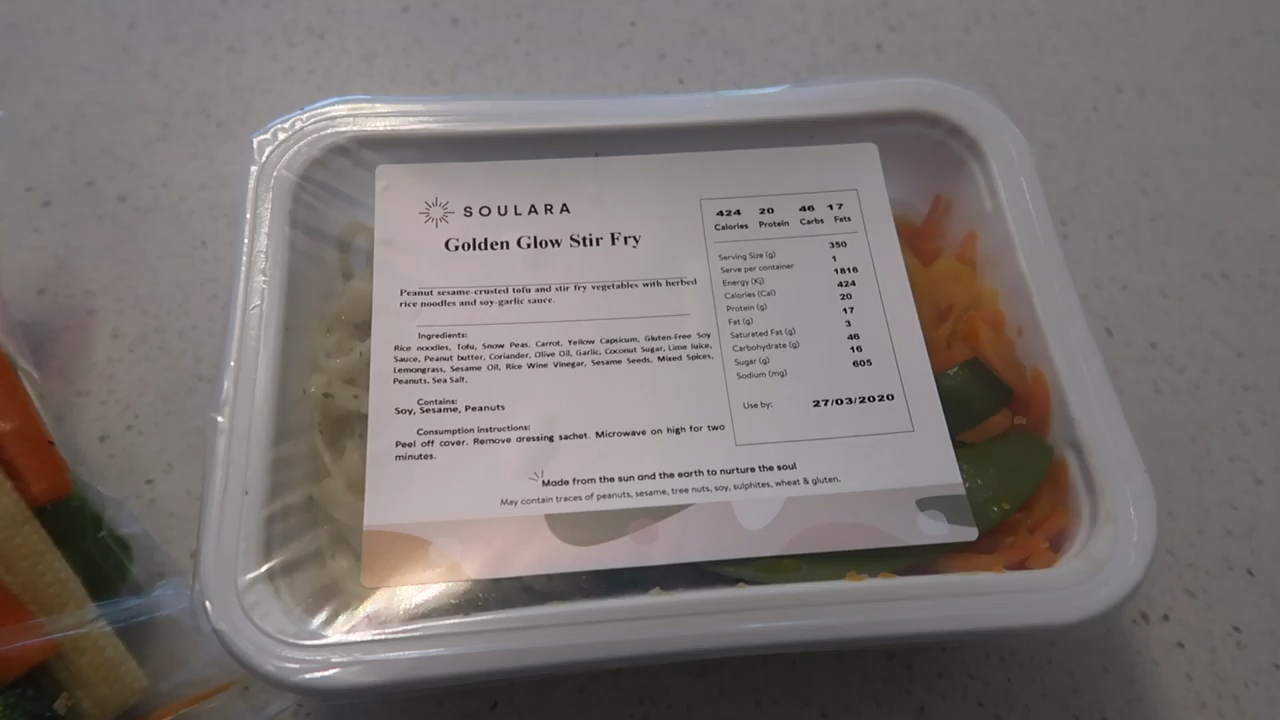 SOULARA
Golden Glow Stir Fry
Peanut sesame-crusted tofu and stir fry vegetables with herbed
rice noodles and soy-garlic sauce.
Ingredients:
Rice noodles, Tofu, Snow Peas, Carrot, Yellow Capsicum, Gluten-Free Soy
Sauce, Peanut butter, Coriander, Olive Oil, Garlic, Coconut Sugar, Lime Juice,
Lemongrass, Sesame Oil, Rice Wine Vinegar, Sesame Seeds, Mixed Spices,
Peanuts, Sea Salt.
Contains:
Soy, Sesame, Peanuts
Consumption instructions:
Peel off cover. Remove dressing sachet. Microwave on high for two
minutes.
Made from the sun and the earth to nurture the soul
May contain traces of peanuts, sesame, tree nuts, soy, sulphites, wheat & gluten.
424 20 46 17
Calories Protein Carbs Fats
Serving Size (g) 350
Serve per container 1
Energy (Kj) 1816
Calories (Cal) 424
Protein (g) 20
Fat (g) 17
Saturated Fat (g) 3
Carbohydrate (g) 46
Sugar (g) 16
Sodium (mg) 605
Use by: 27/03/2020